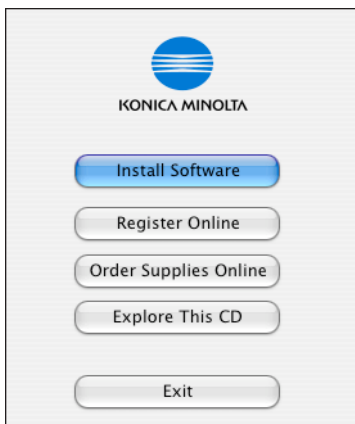 KONICA MINOLTA
Install Software
Register Online
Order Supplies Online
Explore This CD
Exit